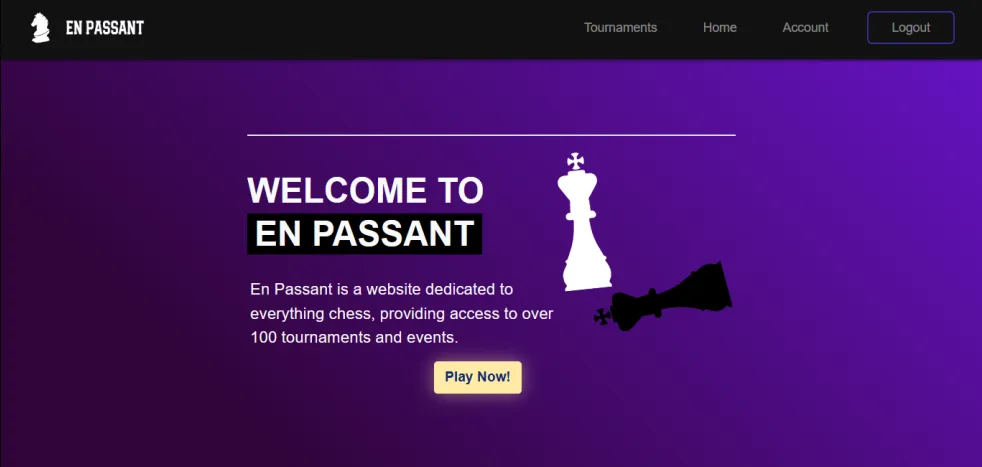 EN PASSANT
Tournaments
Home
Account
Logout
WELCOME TO
EN PASSANT
En Passant is a website dedicated to
everything chess, providing access to over
100 tournaments and events.
Play Now!